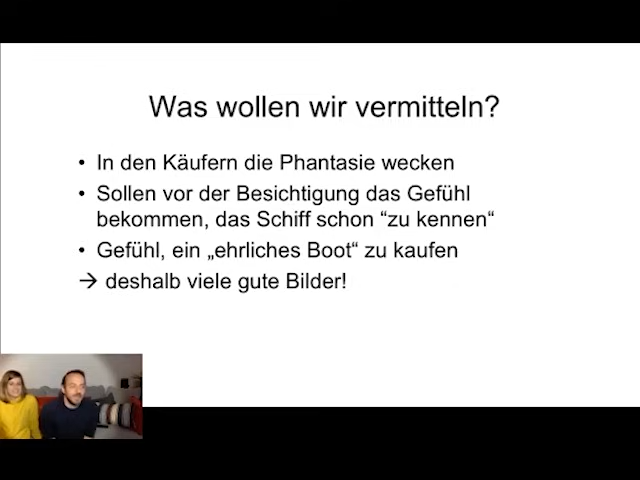 Was wollen wir vermitteln?
• In den Käufern die Phantasie wecken
• Sollen vor der Besichtigung das Gefühl
bekommen, das Schiff schon “zu kennen“
• Gefühl, ein „ehrliches Boot“ zu kaufen
→ deshalb viele gute Bilder!